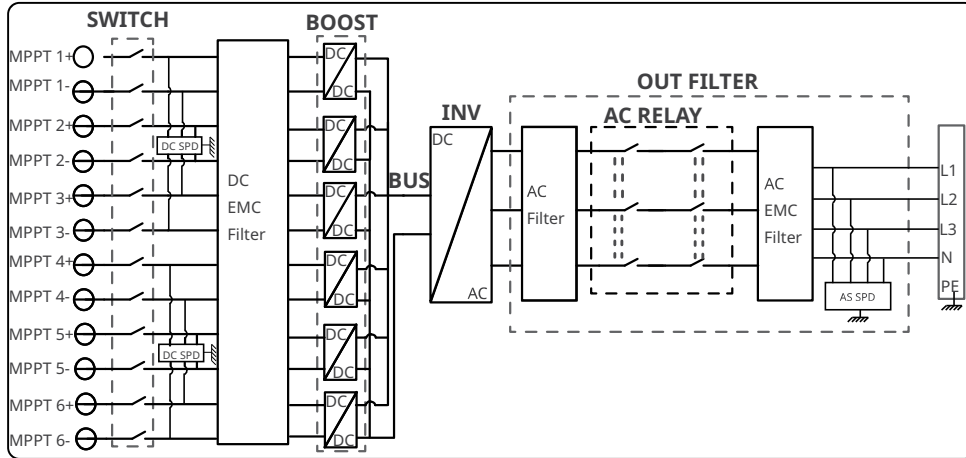 SWITCH
BOOST
MPPT 1+
MPPT 1-
MPPT 2+
MPPT 2-
MPPT 3+
MPPT 3-
MPPT 4+
MPPT 4-
MPPT 5+
MPPT 5-
MPPT 6+
MPPT 6-
DC SPD
DC SPD
DC
EMC
Filter
DC
DC
DC
DC
DC
DC
DC
DC
DC
DC
DC
DC
BUS
INV
DC
AC
OUT FILTER
AC RELAY
AC
Filter
AC
EMC
Filter
AS SPD
L1
L2
L3
N
PE